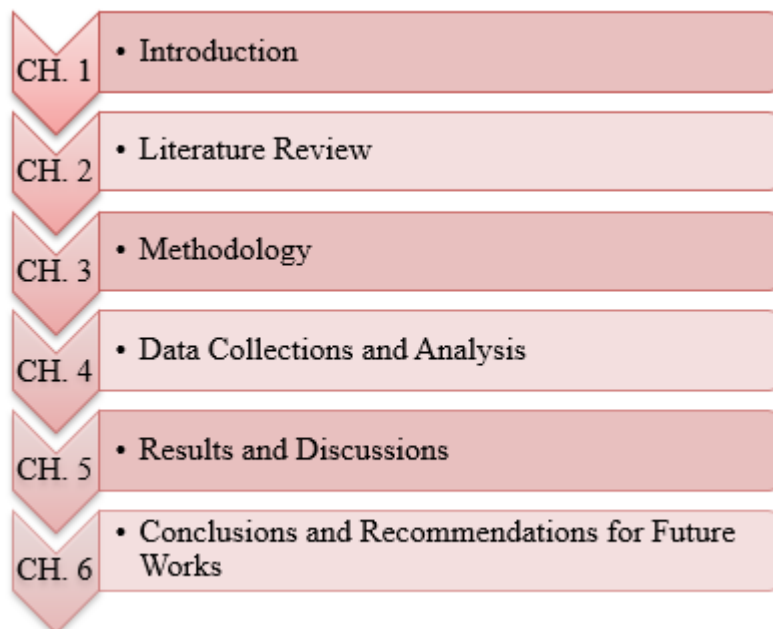 CH. 1
• Introduction
CH. 2
• Literature Review
CH. 3
• Methodology
CH. 4
• Data Collections and Analysis
CH. 5
• Results and Discussions
CH. 6
• Conclusions and Recommendations for Future
Works